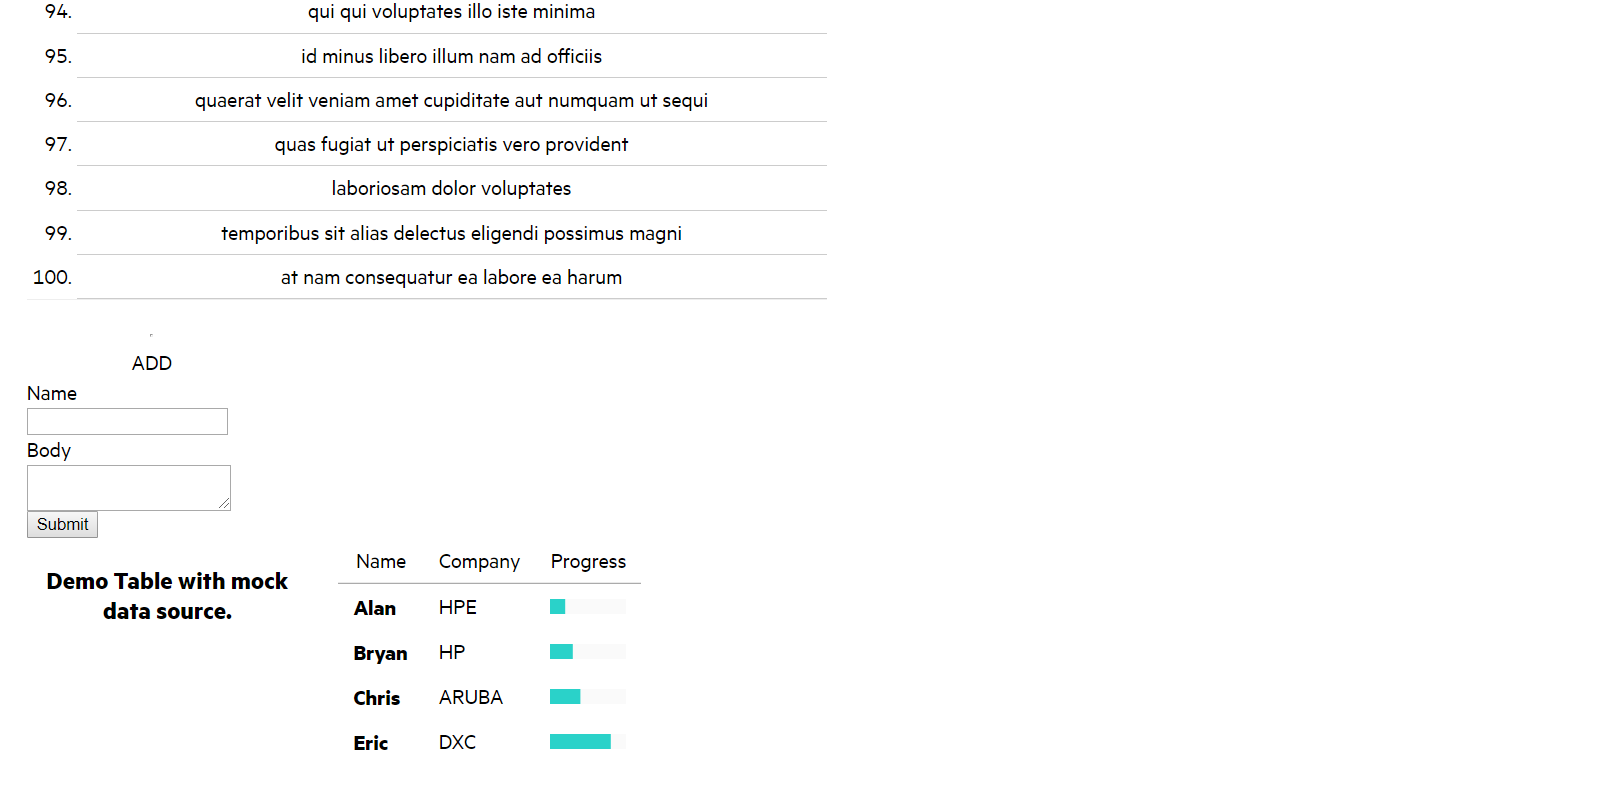 94. qui qui voluptates illo iste minima
95. id minus libero illum nam ad officiis
96. quaerat velit veniam amet cupiditate aut numquam ut sequi
97. quas fugiat ut perspiciatis vero provident
98. laboriosam dolor voluptates
99. temporibus sit alias delectus eligendi possimus magni
100. at nam consequatur ea labore ea harum
ADD
Name
Body
Submit
Demo Table with mock
data source.
Name Company Progress
Alan HPE
Bryan HP
Chris ARUBA
Eric DXC